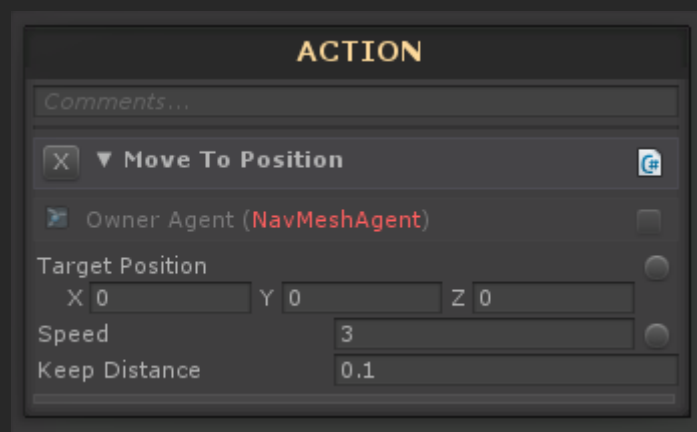 ACTION
Comments...
X ▼ Move To Position C#
Owner Agent (NavMeshAgent)
Target Position
X 0 Y 0 Z 0
Speed 3
Keep Distance 0.1